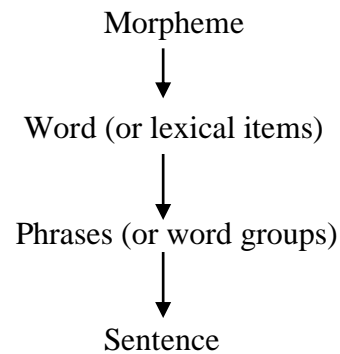 Morpheme
Word (or lexical items)
Phrases (or word groups)
Sentence